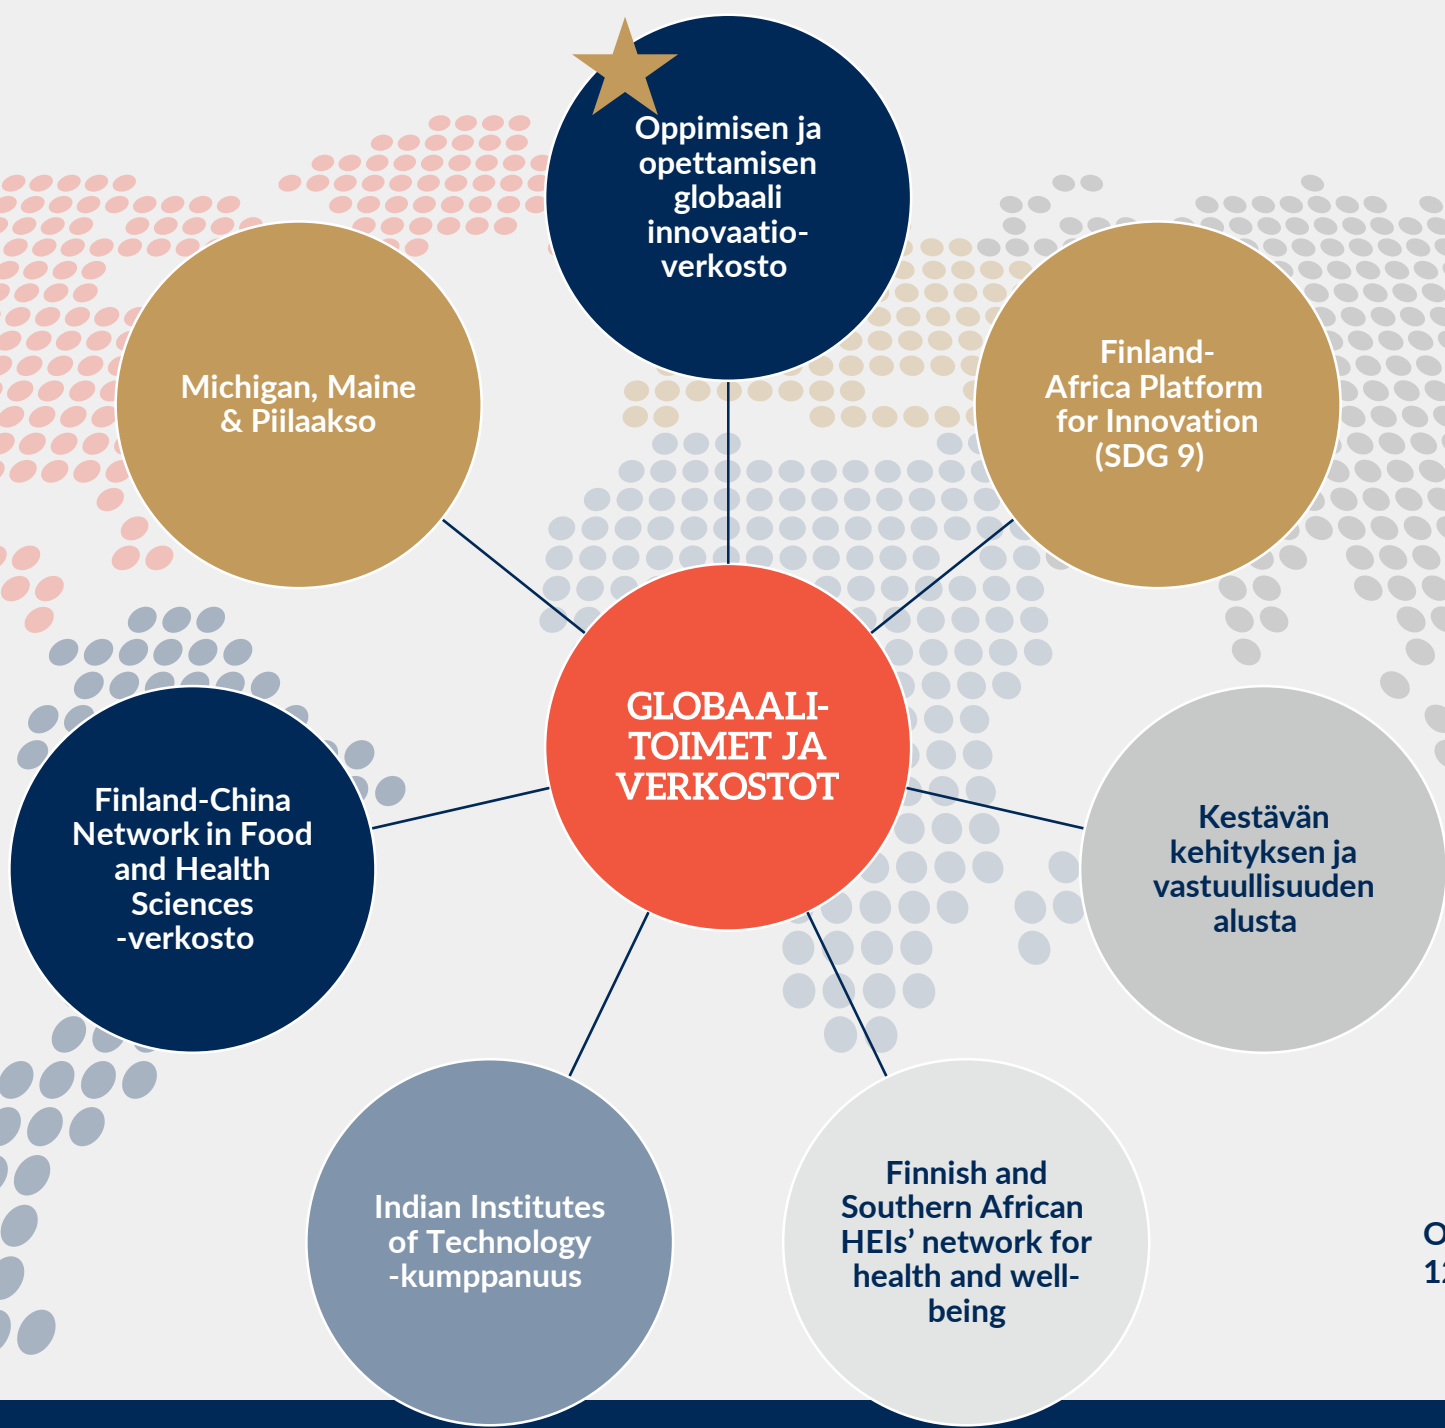 Oppimisen ja
opettamisen
globaali
innovaatio-
verkosto
Michigan, Maine
& Piilaakso
Finland-
Africa Platform
for Innovation
(SDG 9)
GLOBAALI-
TOIMET JA
VERKOSTOT
Finland-China
Network in Food
and Health
Sciences
-verkosto
Kestävän
kehityksen ja
vastuullisuuden
alusta
Indian Institutes
of Technology
-kumppanuus
Finnish and
Southern African
HEIs’ network for
health and well-
being